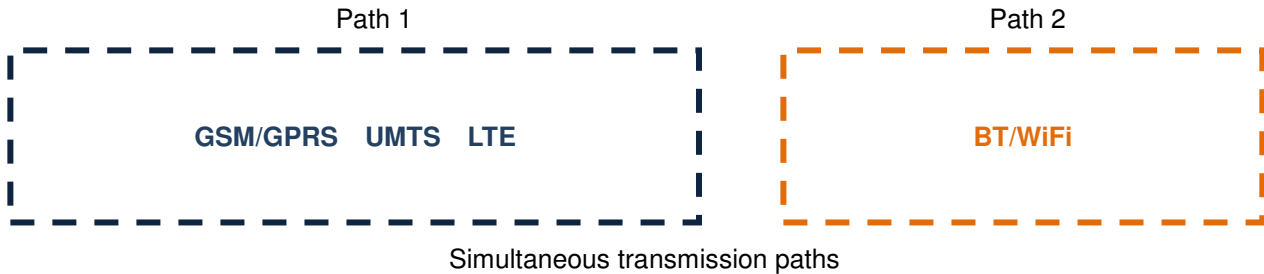 Path 1
Path 2
GSM/GPRS UMTS LTE
BT/WiFi
Simultaneous transmission paths